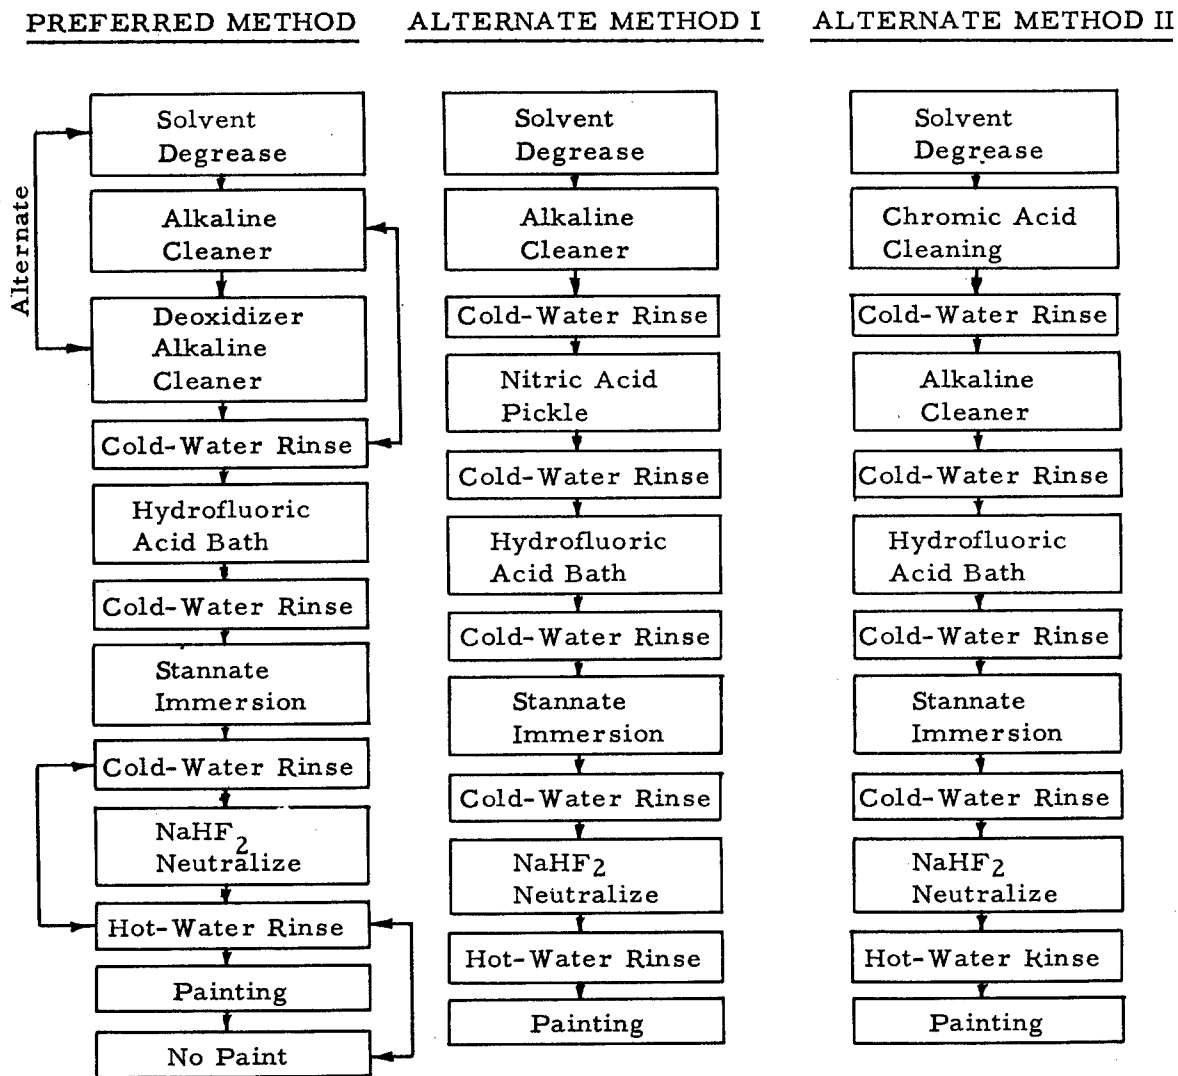 PREFERRED METHOD
Alternate
Solvent
Degrease
Alkaline
Cleaner
Deoxidizer
Alkaline
Cleaner
Cold-Water Rinse
Hydrofluoric
Acid Bath
Cold-Water Rinse
Stannate
Immersion
Cold-Water Rinse
NaHF2
Neutralize
Hot-Water Rinse
Painting
No Paint
ALTERNATE METHOD I
Solvent
Degrease
Alkaline
Cleaner
Cold-Water Rinse
Nitric Acid
Pickle
Cold-Water Rinse
Hydrofluoric
Acid Bath
Cold-Water Rinse
Stannate
Immersion
Cold-Water Rinse
NaHF2
Neutralize
Hot-Water Rinse
Painting
ALTERNATE METHOD II
Solvent
Degrease
Chromic Acid
Cleaning
Cold-Water Rinse
Alkaline
Cleaner
Cold-Water Rinse
Hydrofluoric
Acid Bath
Cold-Water Rinse
Stannate
Immersion
Cold-Water Rinse
NaHF2
Neutralize
Hot-Water Rinse
Painting